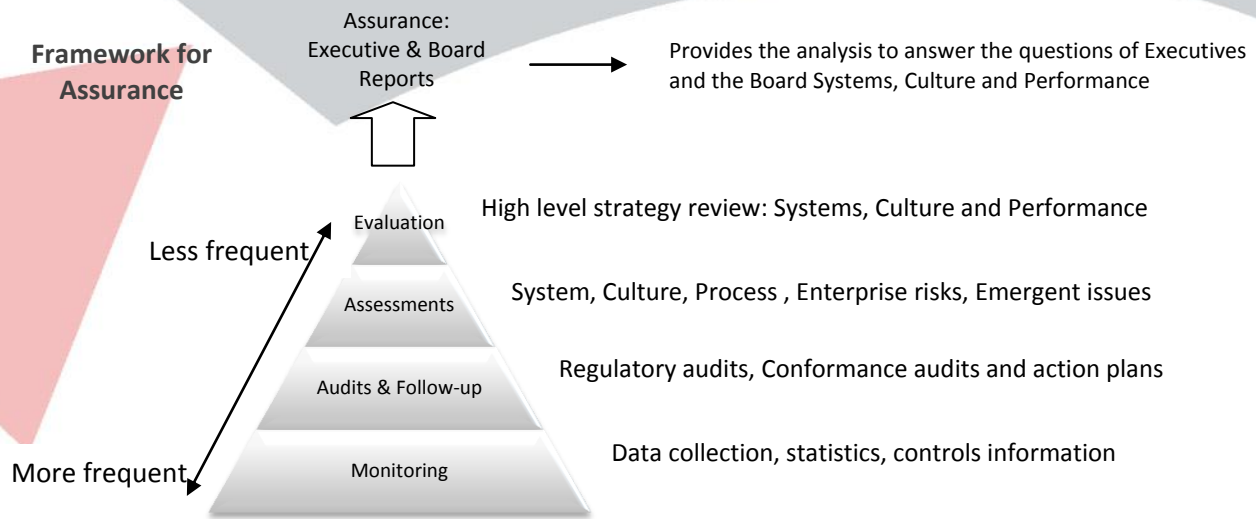 Framework for
Assurance
Assurance:
Executive & Board
Reports
Provides the analysis to answer the questions of Executives
and the Board Systems, Culture and Performance
Evaluation
High level strategy review: Systems, Culture and Performance
Less frequent
Assessments
System, Culture, Process , Enterprise risks, Emergent issues
Audits & Follow-up
Regulatory audits, Conformance audits and action plans
More frequent
Monitoring
Data collection, statistics, controls information